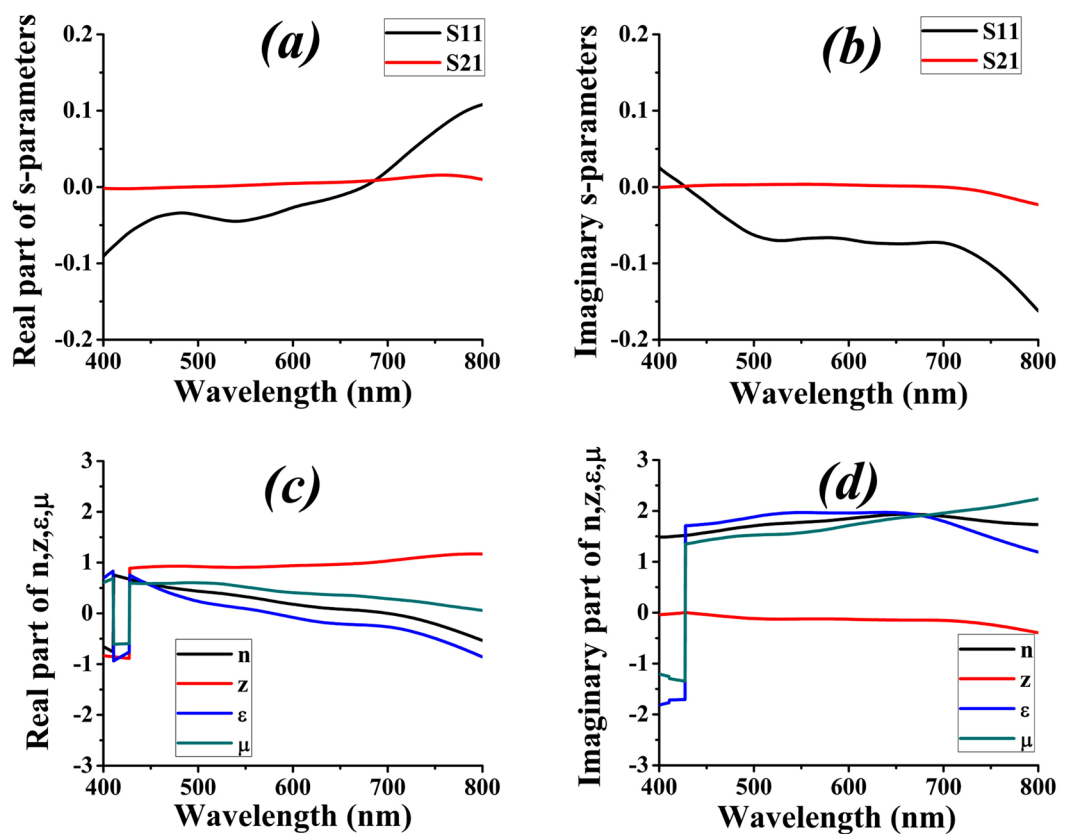 (a)
S11
S21
Real part of s-parameters
0.2
0.1
0.0
-0.1
-0.2
400 500 600 700 800
Wavelength (nm)
(b)
S11
S21
Imaginary s-parameters
0.2
0.1
0.0
-0.1
-0.2
400 500 600 700 800
Wavelength (nm)
(c)
Real part of n,z,ε,μ
3
2
1
0
-1
-2
-3
n
z
ε
μ
400 500 600 700 800
Wavelength (nm)
(d)
Imaginary part of n,z,ε,μ
3
2
1
0
-1
-2
-3
n
z
ε
μ
400 500 600 700 800
Wavelength (nm)